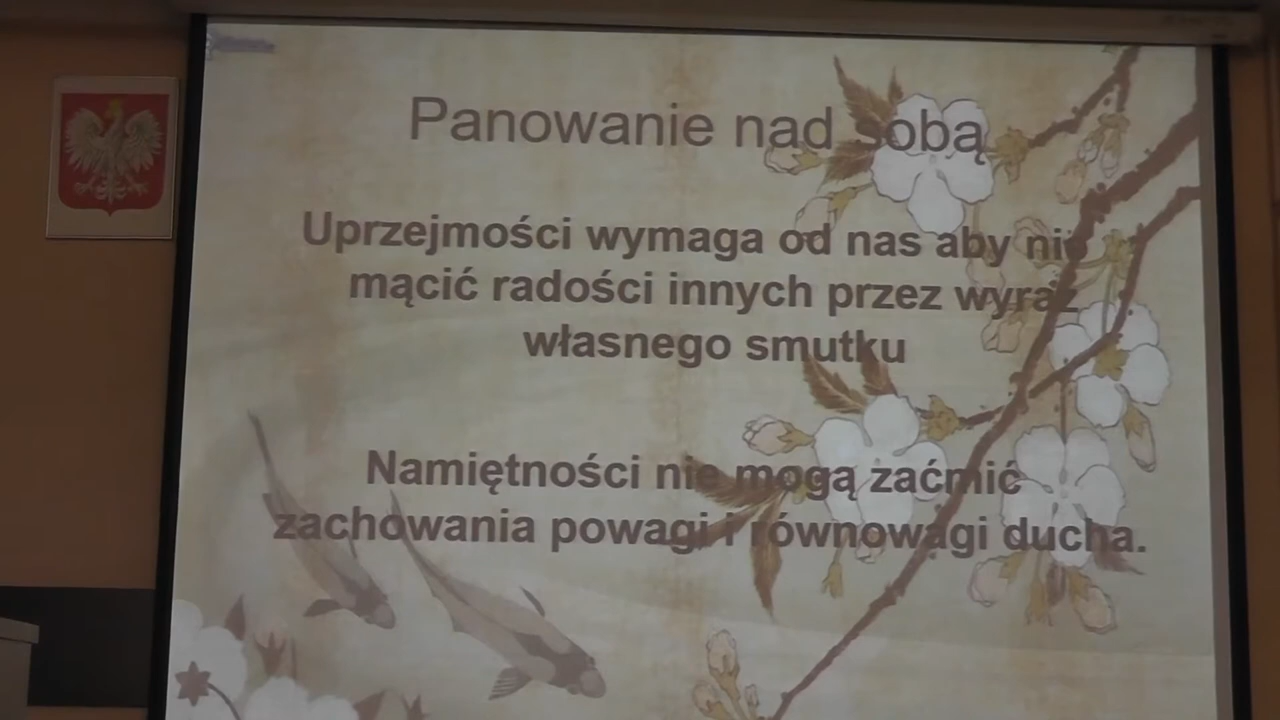 Panowanie nad sobą
Uprzejmości wymaga od nas aby nie
mącić radości innych przez wyraz
własnego smutku
Namiętności nie mogą zaćmić
zachowania powagi i równowagi ducha.